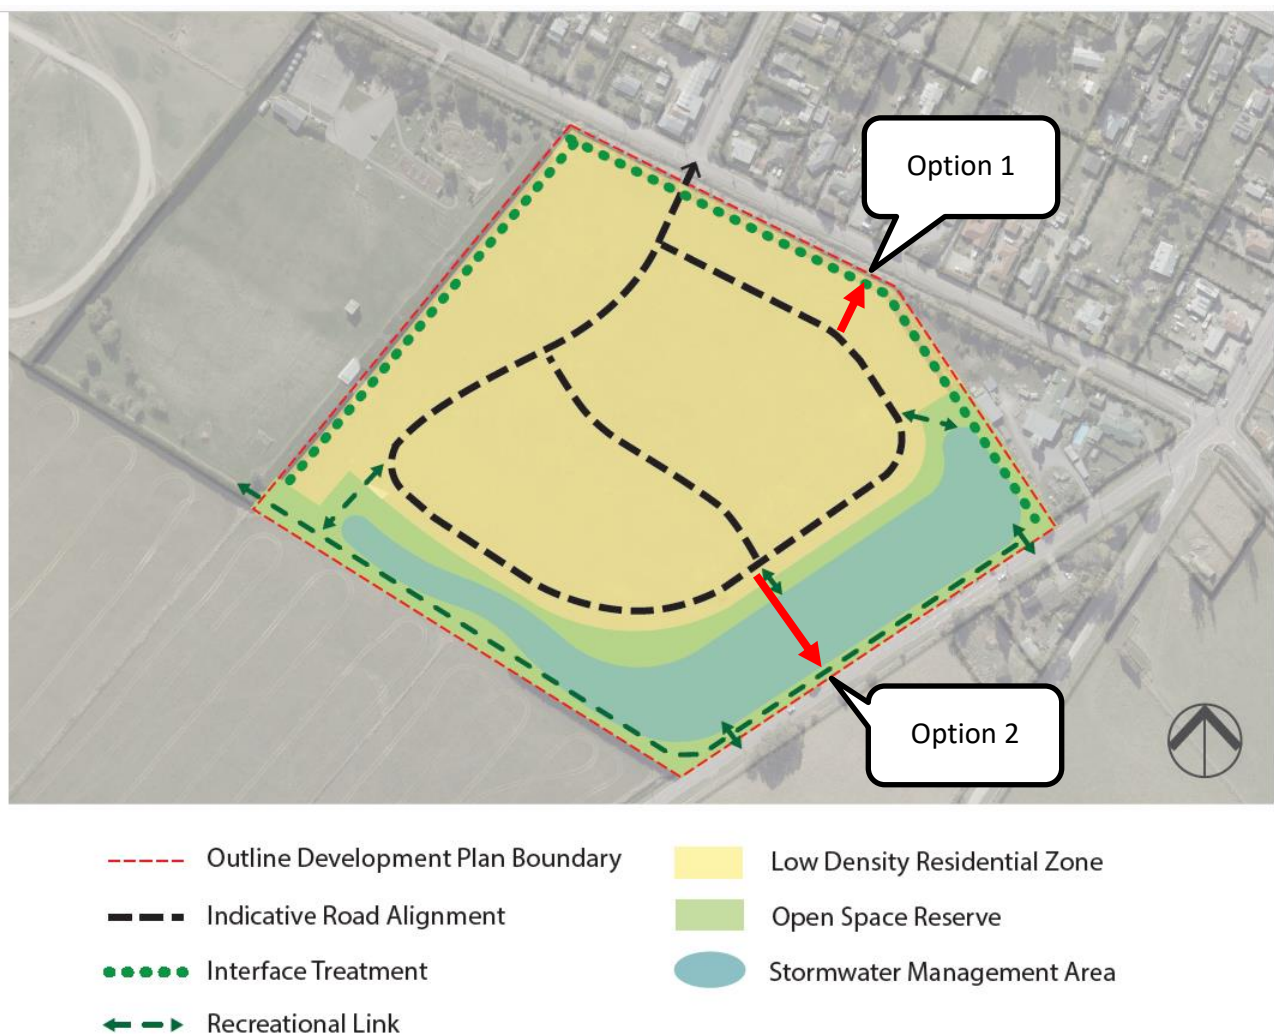 Option 1
Option 2
Outline Development Plan Boundary
Low Density Residential Zone
Indicative Road Alignment
Open Space Reserve
Interface Treatment
Stormwater Management Area
Recreational Link